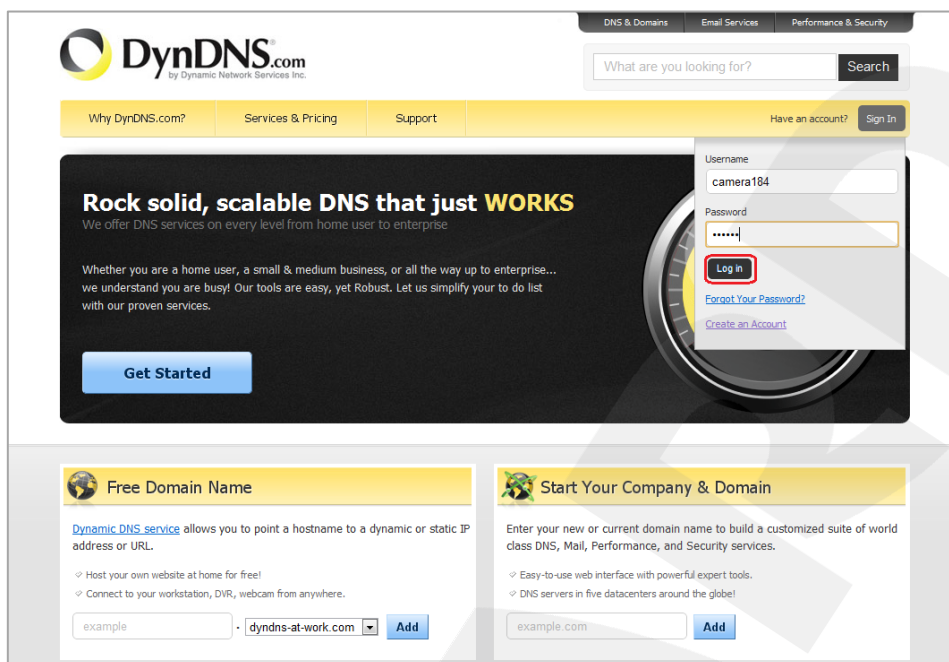 DNS & Domains Email Services Performance & Security
DynDNS.com
by Dynamic Network Services Inc.
What are you looking for? Search
Why DynDNS.com? Services & Pricing Support Have an account? Sign In
Username
camera184
Password
••••••
Log in
Forgot Your Password?
Create an Account
Rock solid, scalable DNS that just WORKS
We offer DNS services on every level from home user to enterprise
Whether you are a home user, a small & medium business, or all the way up to enterprise...
we understand you are busy! Our tools are easy, yet Robust. Let us simplify your to do list
with our proven services.
Get Started
Free Domain Name
Dynamic DNS service allows you to point a hostname to a dynamic or static IP
address or URL.
Host your own website at home for free!
Connect to your workstation, DVR, webcam from anywhere.
example . dyndns-at-work.com Add
Start Your Company & Domain
Enter your new or current domain name to build a customized suite of world
class DNS, Mail, Performance, and Security services.
Easy-to-use web interface with powerful expert tools.
DNS servers in five datacenters around the globe!
example.com Add